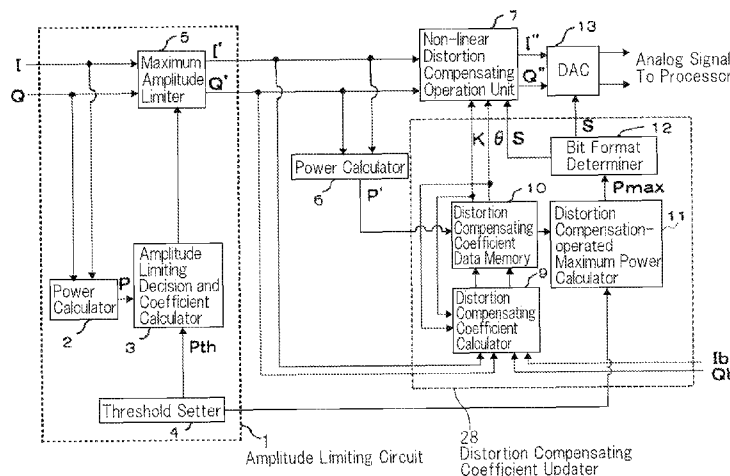 5
I
Q
Maximum
Amplitude
Limiter
I'
Q'
7
Non-linear
Distortion
Compensating
Operation Unit
I"
Q"
13
DAC
Analog Signal
To Processor
K θ S
S
12
Bit Format
Determiner
Pmax
Power Calculator
6
P'
10
Distortion
Compensating
Coefficient
Data Memory
Distortion
Compensation-
operated
Maximum Power
Calculator
11
9
Distortion
Compensating
Coefficient
Calculator
Power
Calculator
2
P
Amplitude
Limiting
Decision and
Coefficient
Calculator
3
Pth
Threshold Setter
4
Ib
1
Amplitude Limiting Circuit
28
Distortion Compensating
Coefficient Updater